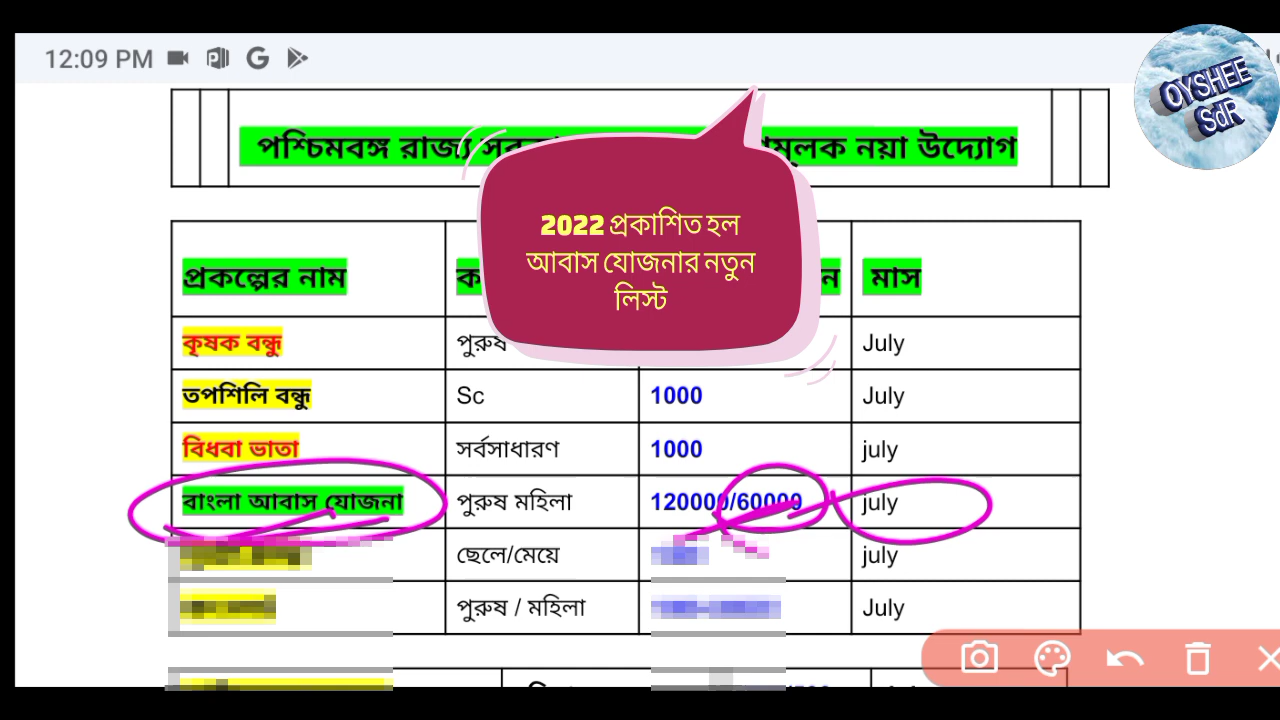 12:09 PM
OYSHEE
SdR
পশ্চিমবঙ্গ রাজ্য নয়া উদ্যোগ
2022 প্রকাশিত হল
আবাস যোজনার নতুন
লিস্ট
প্রকল্পের নাম মাস
কৃষক বন্ধু পুরুষ July
তপশিলি বন্ধু Sc 1000 July
বিধবা ভাতা সর্বসাধারণ 1000 july
বাংলা আবাস যোজনা পুরুষ মহিলা 120000/60000 july
ছেলে/মেয়ে july
পুরুষ / মহিলা July